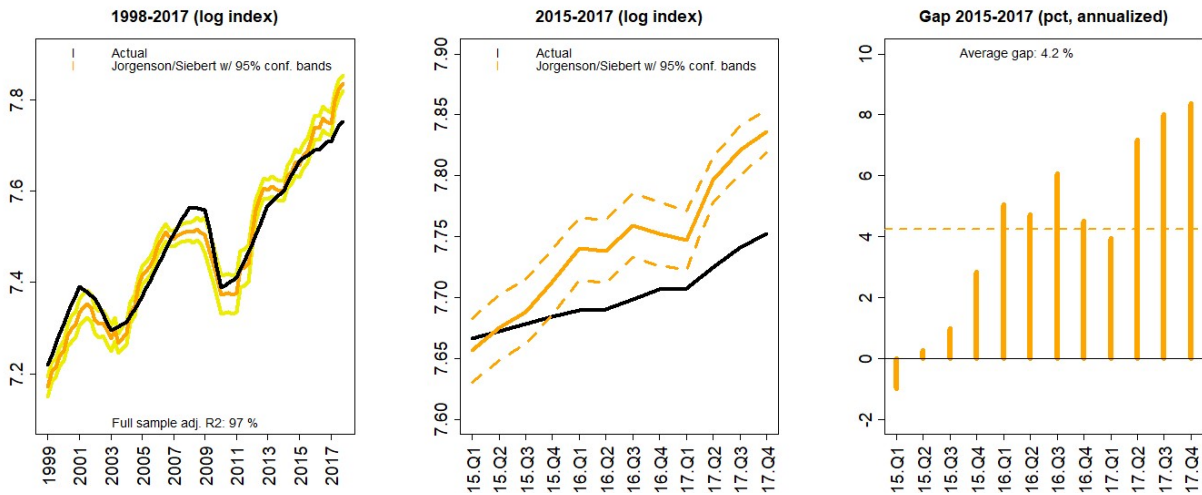 1998-2017 (log index)
Actual
Jorgenson/Siebert w/ 95% conf. bands
7.8
7.6
7.4
7.2
Full sample adj. R2: 97 %
1999
2001
2003
2005
2007
2009
2011
2013
2015
2017
2015-2017 (log index)
Actual
Jorgenson/Siebert w/ 95% conf. bands
7.90
7.85
7.80
7.75
7.70
7.65
7.60
15.Q1
15.Q2
15.Q3
15.Q4
16.Q1
16.Q2
16.Q3
16.Q4
17.Q1
17.Q2
17.Q3
17.Q4
Gap 2015-2017 (pct, annualized)
Average gap: 4.2 %
10
8
6
4
2
0
-2
15.Q1
15.Q2
15.Q3
15.Q4
16.Q1
16.Q2
16.Q3
16.Q4
17.Q1
17.Q2
17.Q3
17.Q4